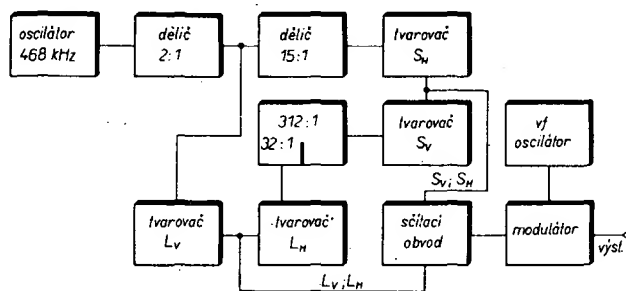 oscilátor
468 kHz
dělič
2:1
dělič
15:1
tvarovač
S_H
312:1
32:1
tvarovač
S_V
vf
oscilátor
S_V; S_H
tvarovač
L_V
tvarovač
L_H
sčítací
obvod
modulátor
výst.
L_V; L_H